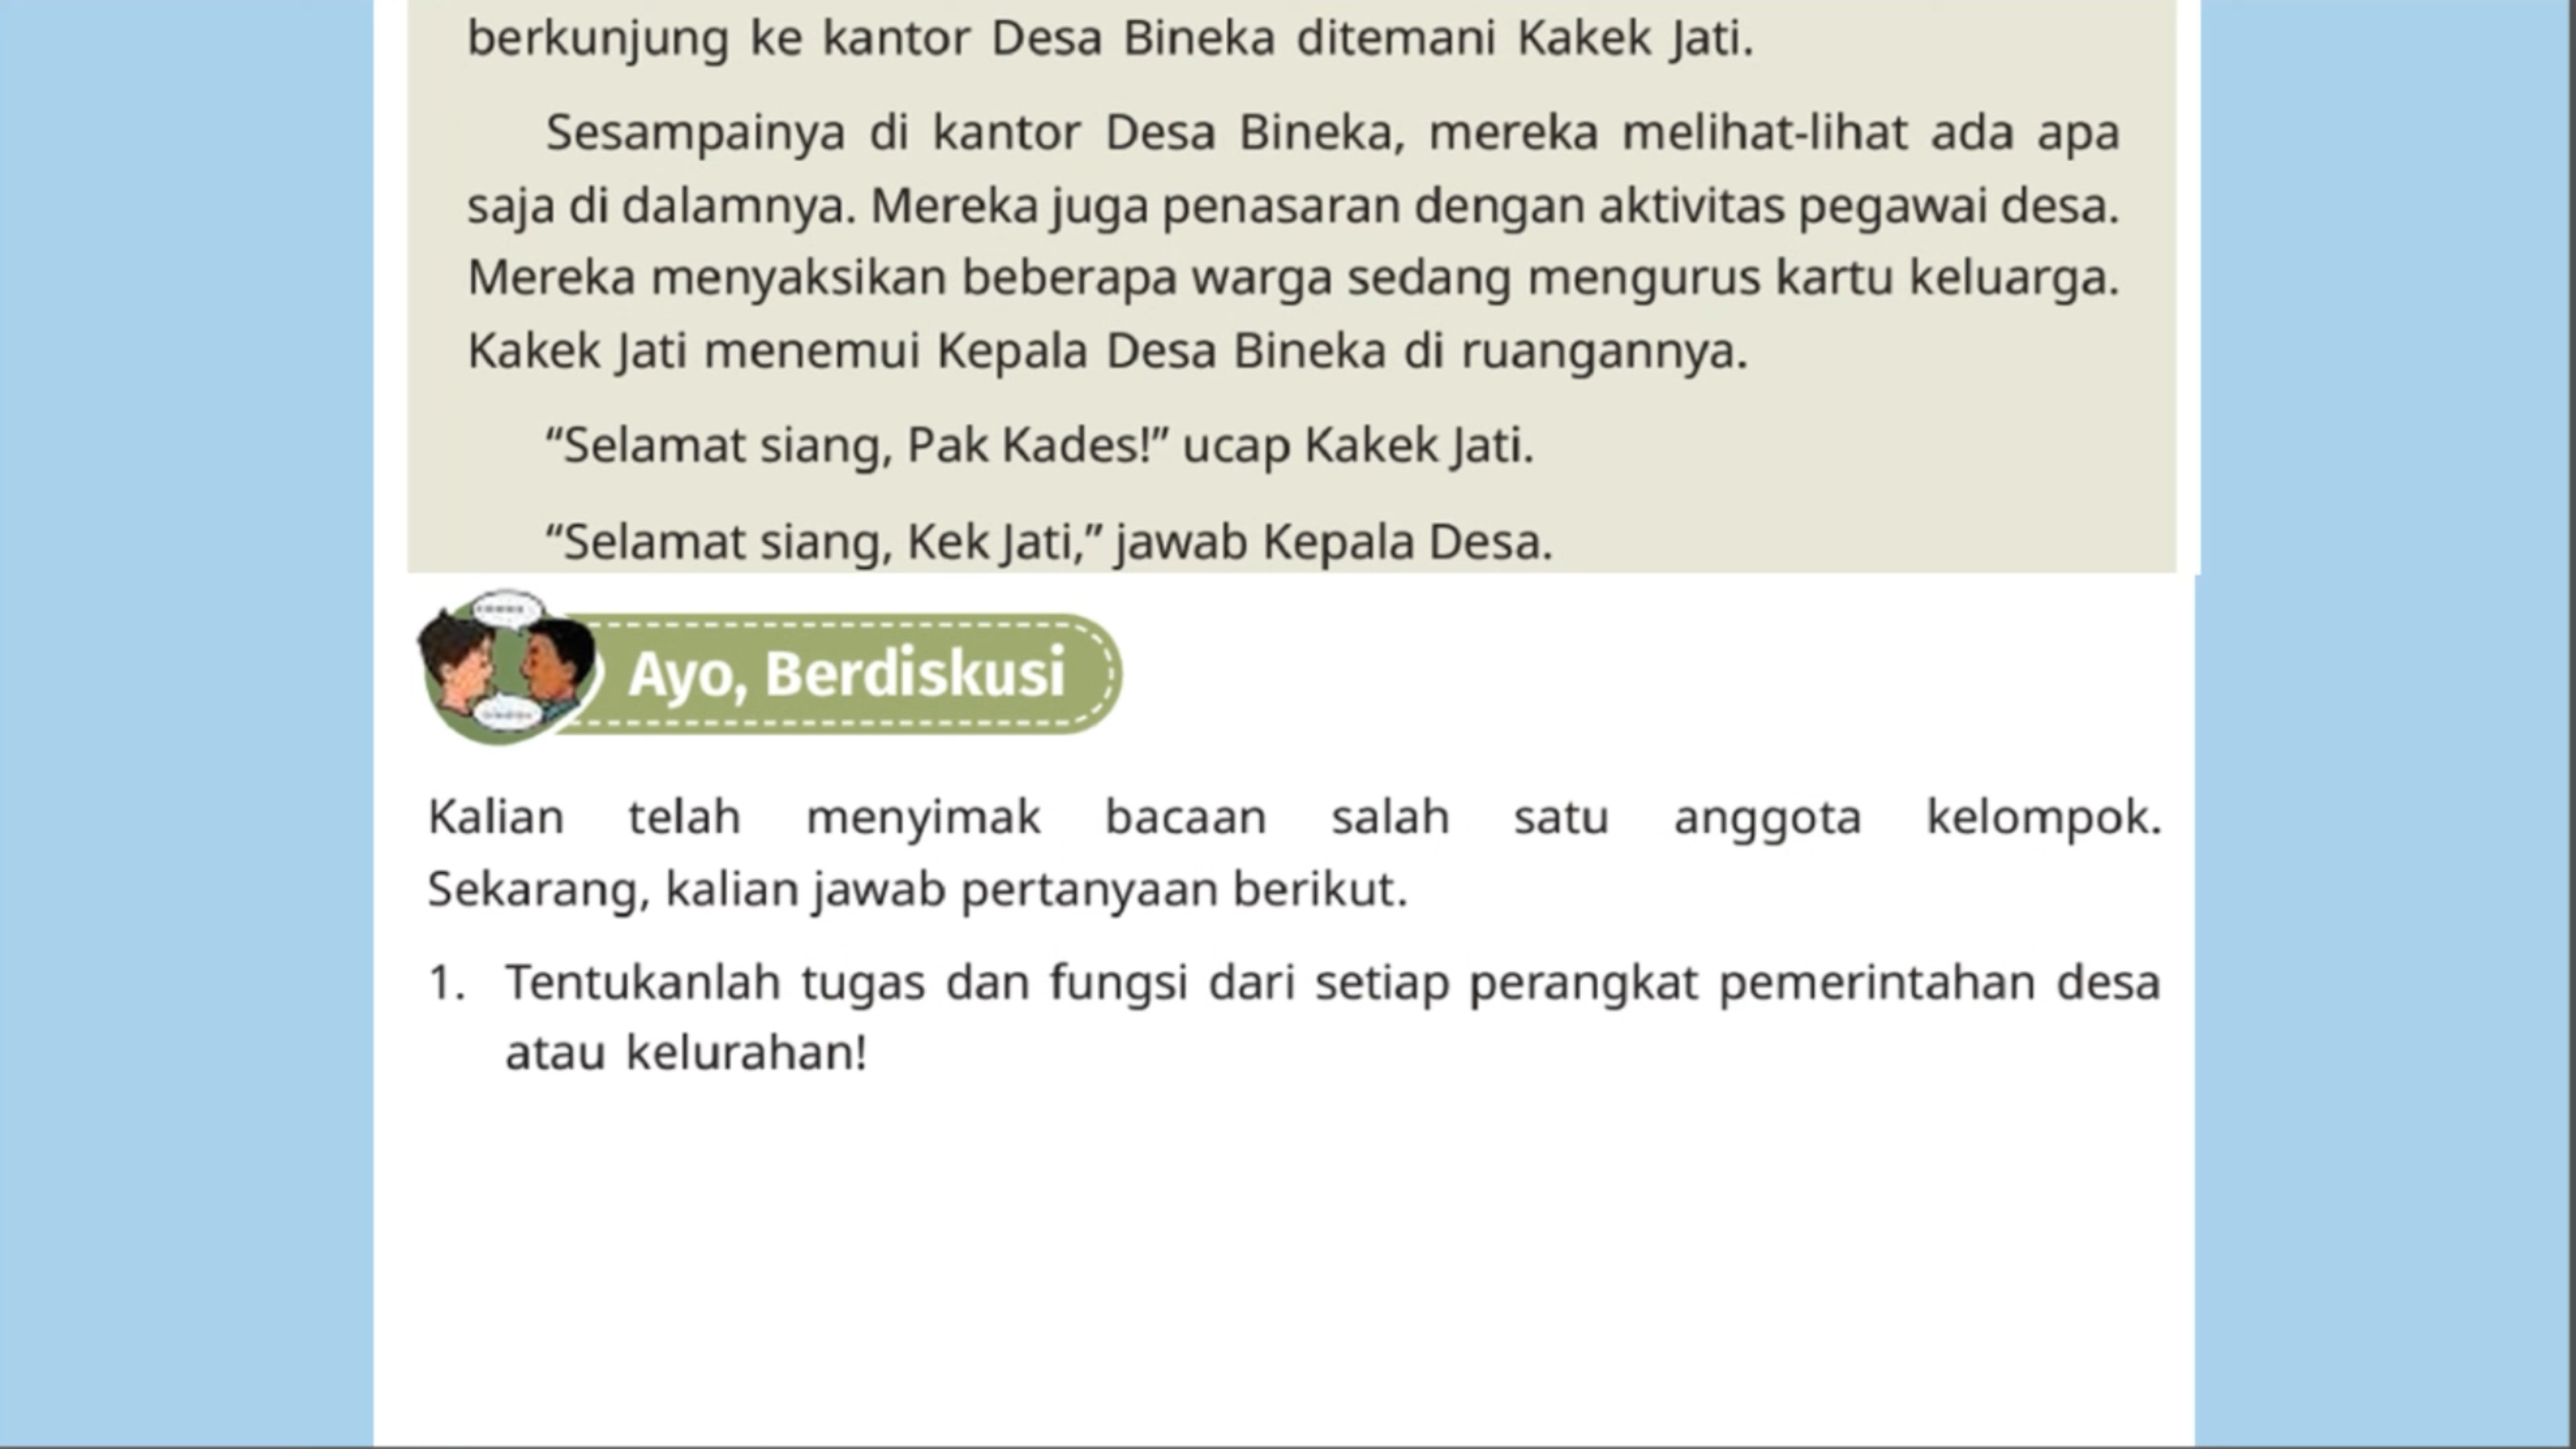 berkunjung ke kantor Desa Bineka ditemani Kakek Jati.
Sesampainya di kantor Desa Bineka, mereka melihat-lihat ada apa
saja di dalamnya. Mereka juga penasaran dengan aktivitas pegawai desa.
Mereka menyaksikan beberapa warga sedang mengurus kartu keluarga.
Kakek Jati menemui Kepala Desa Bineka di ruangannya.
“Selamat siang, Pak Kades!” ucap Kakek Jati.
“Selamat siang, Kek Jati,” jawab Kepala Desa.
Ayo, Berdiskusi
Kalian telah menyimak bacaan salah satu anggota kelompok.
Sekarang, kalian jawab pertanyaan berikut.
1. Tentukanlah tugas dan fungsi dari setiap perangkat pemerintahan desa
atau kelurahan!